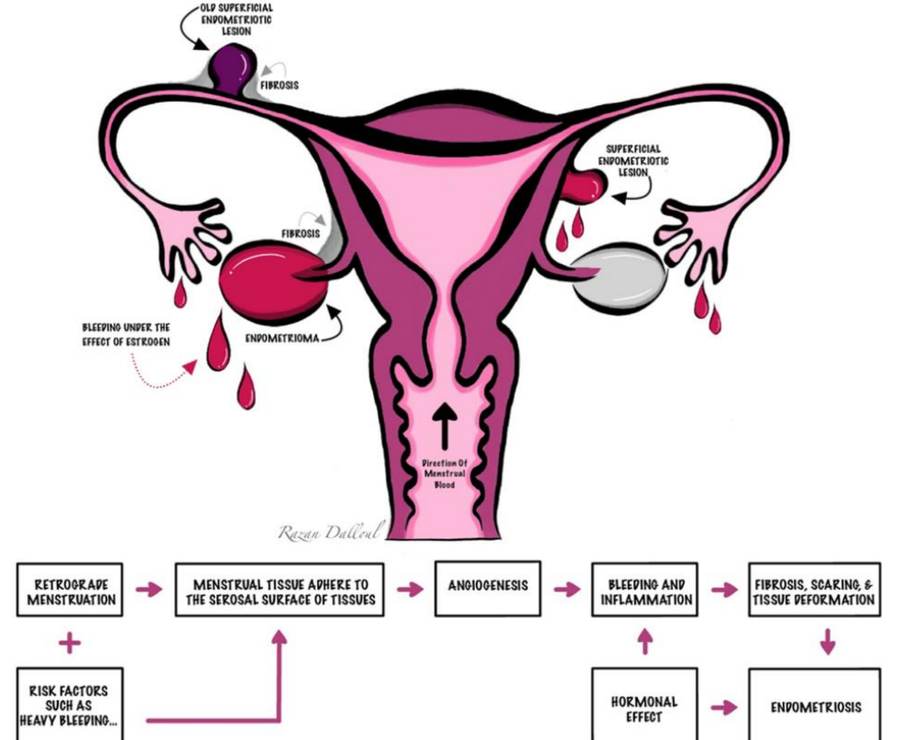 OLD SUPERFICIAL
ENDOMETRIOTIC
LESION
FIBROSIS
SUPERFICIAL
ENDOMETRIOTIC
LESION
FIBROSIS
BLEEDING UNDER THE
EFFECT OF ESTROGEN
ENDOMETRIOMA
Direction Of
Menstrual
Blood
Razan Dalloul
RETROGRADE
MENSTRUATION
MENSTRUAL TISSUE ADHERE TO
THE SEROSAL SURFACE OF TISSUES
ANGIOGENESIS
BLEEDING AND
INFLAMMATION
FIBROSIS, SCARING, &
TISSUE DEFORMATION
+
RISK FACTORS
SUCH AS
HEAVY BLEEDING...
HORMONAL
EFFECT
ENDOMETRIOSIS